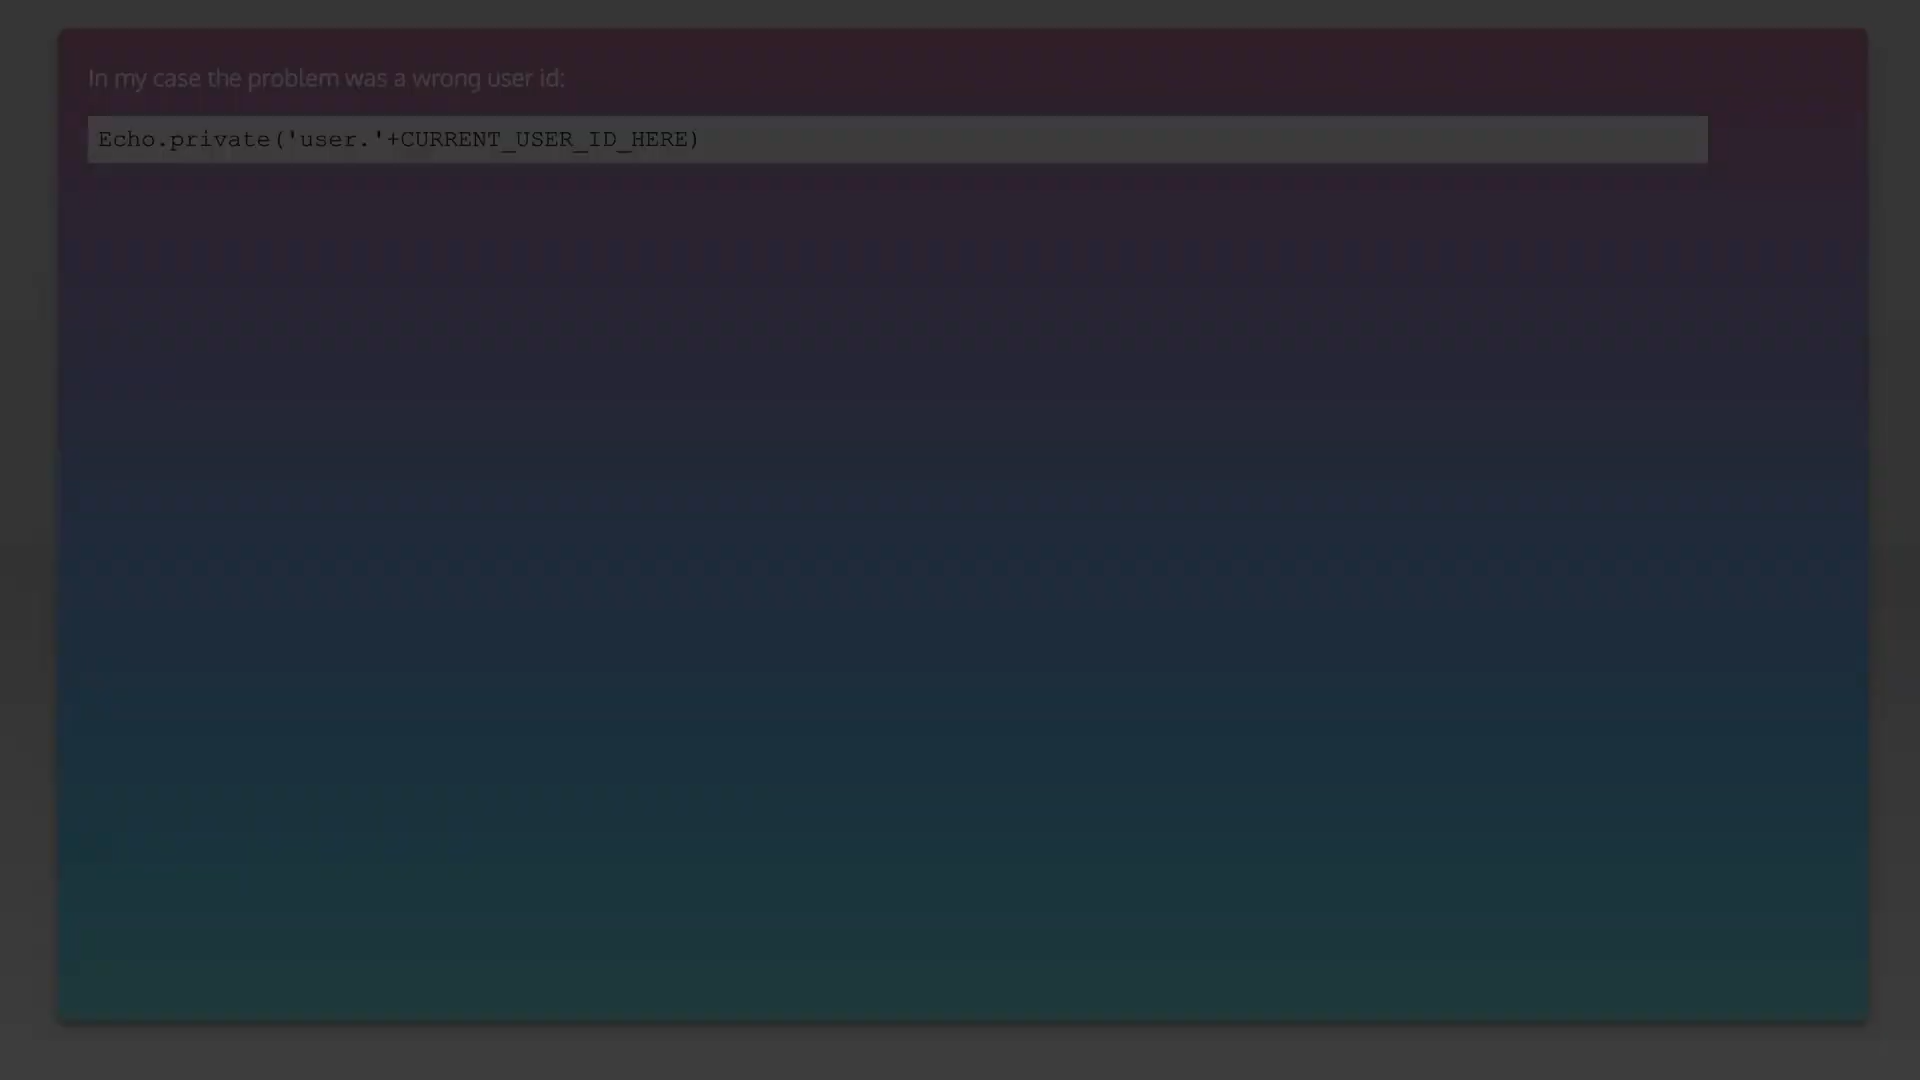 In my case the problem was a wrong user id:
Echo.private('user.'+CURRENT_USER_ID_HERE)